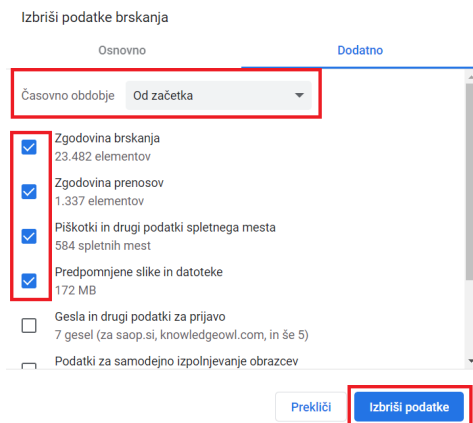 Izbriši podatke brskanja
Osnovno Dodatno
Časovno obdobje Od začetka
Zgodovina brskanja
23.482 elementov
Zgodovina prenosov
1.337 elementov
Piškotki in drugi podatki spletnega mesta
584 spletnih mest
Predpomnjene slike in datoteke
172 MB
Gesla in drugi podatki za prijavo
7 gesel (za saop.si, knowledgeowl.com, in še 5)
Podatki za samodejno izpolnjevanje obrazcev
Prekliči Izbriši podatke